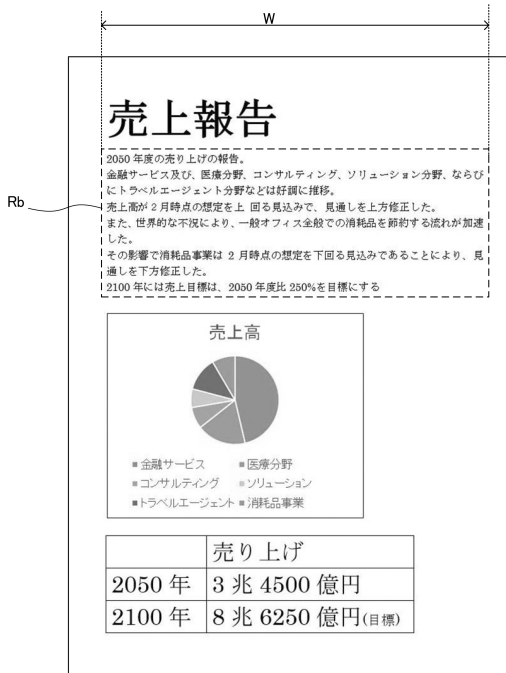 W
売上報告
2050 年度の売り上げの報告。
金融サービス及び、医療分野、コンサルティング、ソリューション分野、ならび
にトラベルエージェント分野などは好調に推移。
Rb
売上高が 2 月時点の想定を上 回る見込みで、見通しを上方修正した。
また、世界的な不況により、一般オフィス全般での消耗品を節約する流れが加速
した。
その影響で消耗品事業は 2 月時点の想定を下回る見込みであることにより、見
通しを下方修正した。
2100 年には売上目標は、2050 年度比 250%を目標にする
売上高
■金融サービス ■医療分野
■コンサルティング ■ソリューション
■トラベルエージェント ■消耗品事業
売り上げ
2050 年 3 兆 4500 億円
2100 年 8 兆 6250 億円(目標)